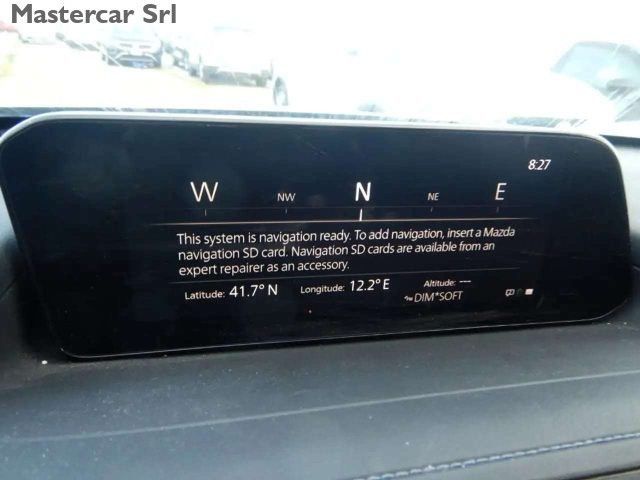 Mastercar Srl
8:27
W NW N NE E
This system is navigation ready. To add navigation, insert a Mazda
navigation SD card. Navigation SD cards are available from an
expert repairer as an accessory.
Latitude: 41.7° N Longitude: 12.2° E Altitude: ---
DIM*SOFT